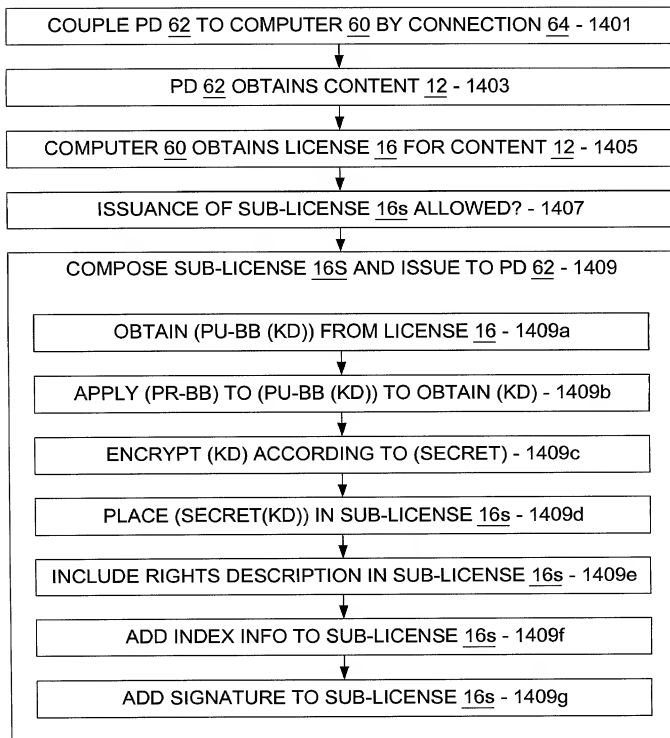 COUPLE PD 62 TO COMPUTER 60 BY CONNECTION 64 - 1401
PD 62 OBTAINS CONTENT 12 - 1403
COMPUTER 60 OBTAINS LICENSE 16 FOR CONTENT 12 - 1405
ISSUANCE OF SUB-LICENSE 16s ALLOWED? - 1407
COMPOSE SUB-LICENSE 16S AND ISSUE TO PD 62 - 1409
OBTAIN (PU-BB (KD)) FROM LICENSE 16 - 1409a
APPLY (PR-BB) TO (PU-BB (KD)) TO OBTAIN (KD) - 1409b
ENCRYPT (KD) ACCORDING TO (SECRET) - 1409c
PLACE (SECRET(KD)) IN SUB-LICENSE 16s - 1409d
INCLUDE RIGHTS DESCRIPTION IN SUB-LICENSE 16s - 1409e
ADD INDEX INFO TO SUB-LICENSE 16s - 1409f
ADD SIGNATURE TO SUB-LICENSE 16s - 1409g